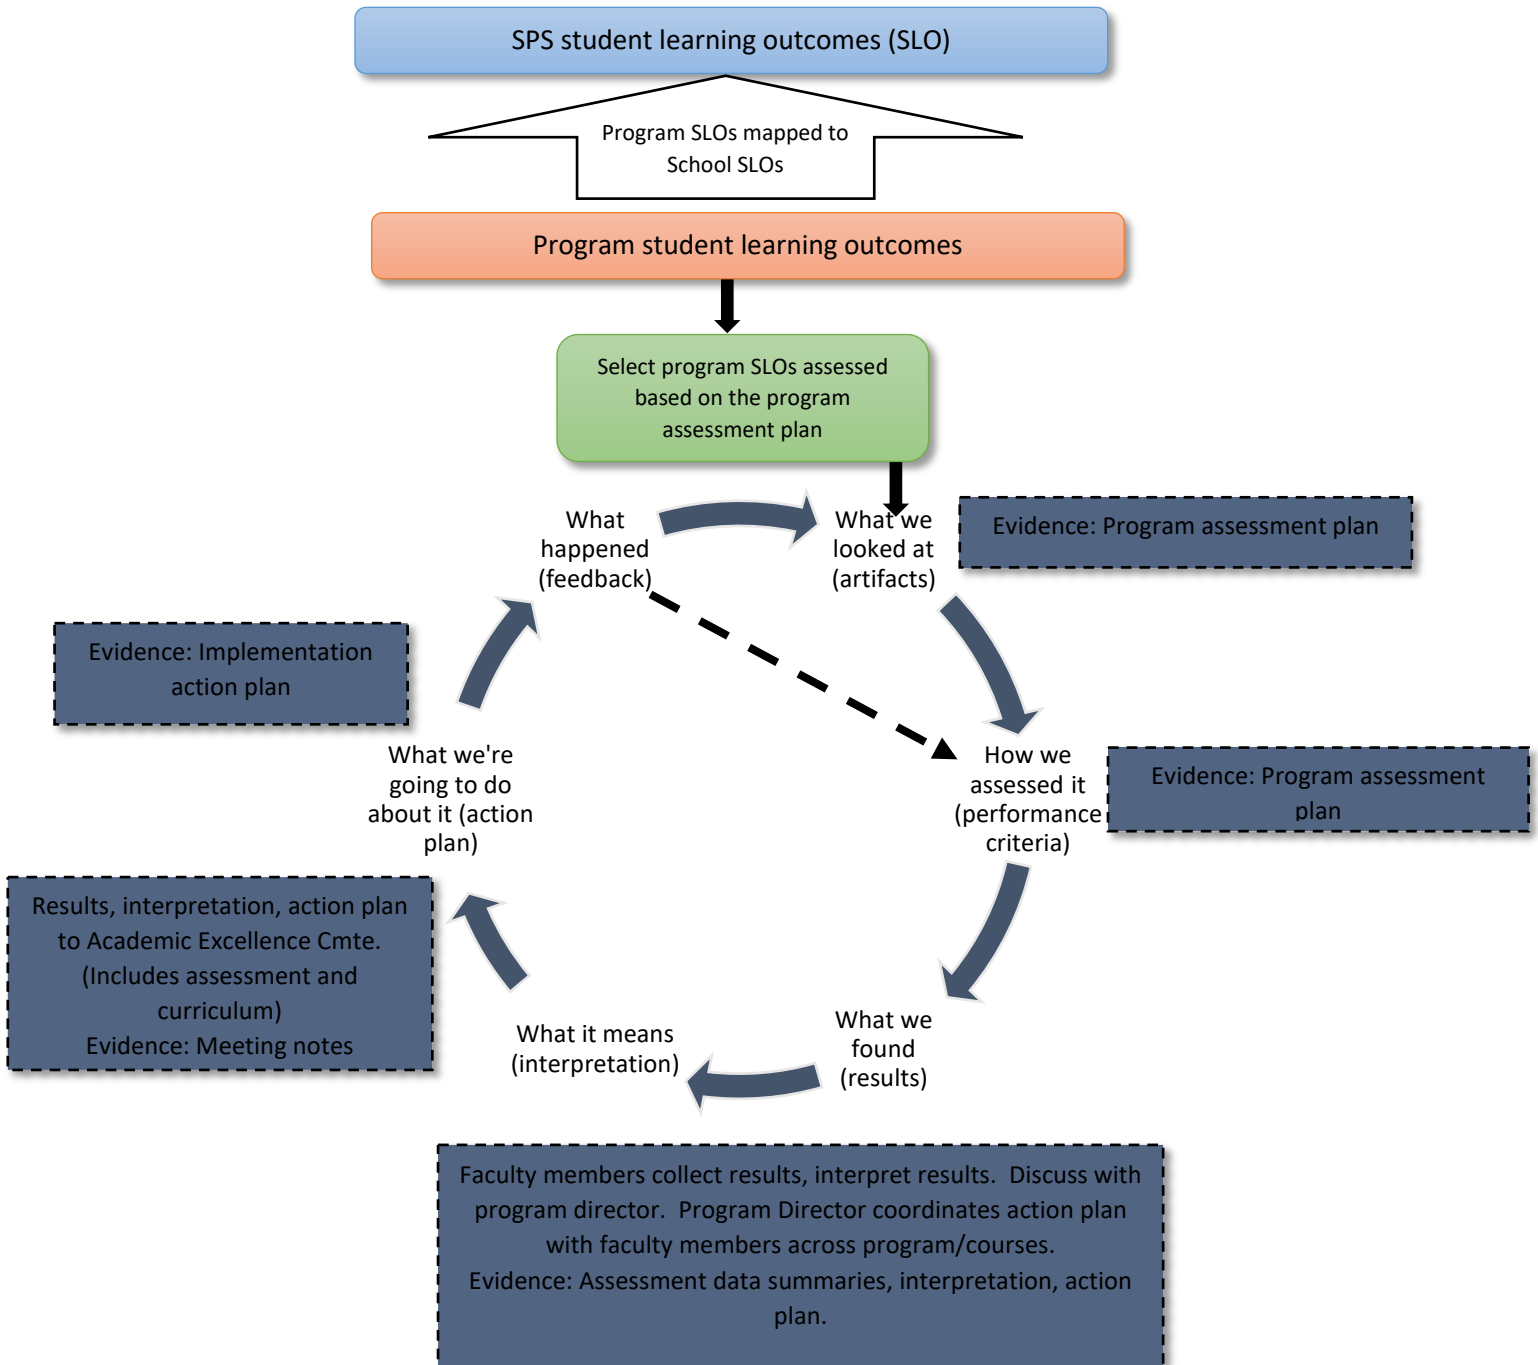 SPS student learning outcomes (SLO)
Program SLOs mapped to
School SLOs
Program student learning outcomes
Select program SLOs assessed
based on the program
assessment plan
What
happened
(feedback)
What we
looked at
(artifacts)
Evidence: Program assessment plan
Evidence: Implementation
action plan
What we're
going to do
about it (action
plan)
How we
assessed it
(performance
criteria)
Evidence: Program assessment
plan
Results, interpretation, action plan
to Academic Excellence Cmte.
(Includes assessment and
curriculum)
Evidence: Meeting notes
What it means
(interpretation)
What we
found
(results)
Faculty members collect results, interpret results.  Discuss with
program director.  Program Director coordinates action plan
with faculty members across program/courses.
Evidence: Assessment data summaries, interpretation, action
plan.